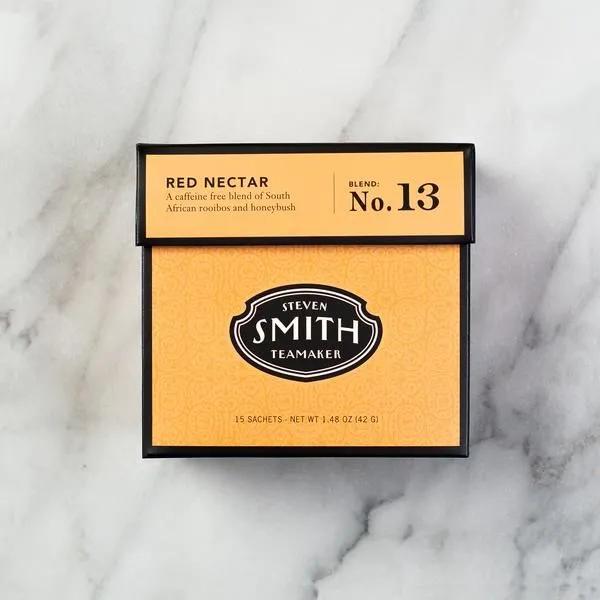 RED NECTAR
A caffeine free blend of South
African rooibos and honeybush
BLEND:
No. 13
STEVEN
SMITH
TEAMAKER
15 SACHETS - NET WT 1.48 OZ (42 G)